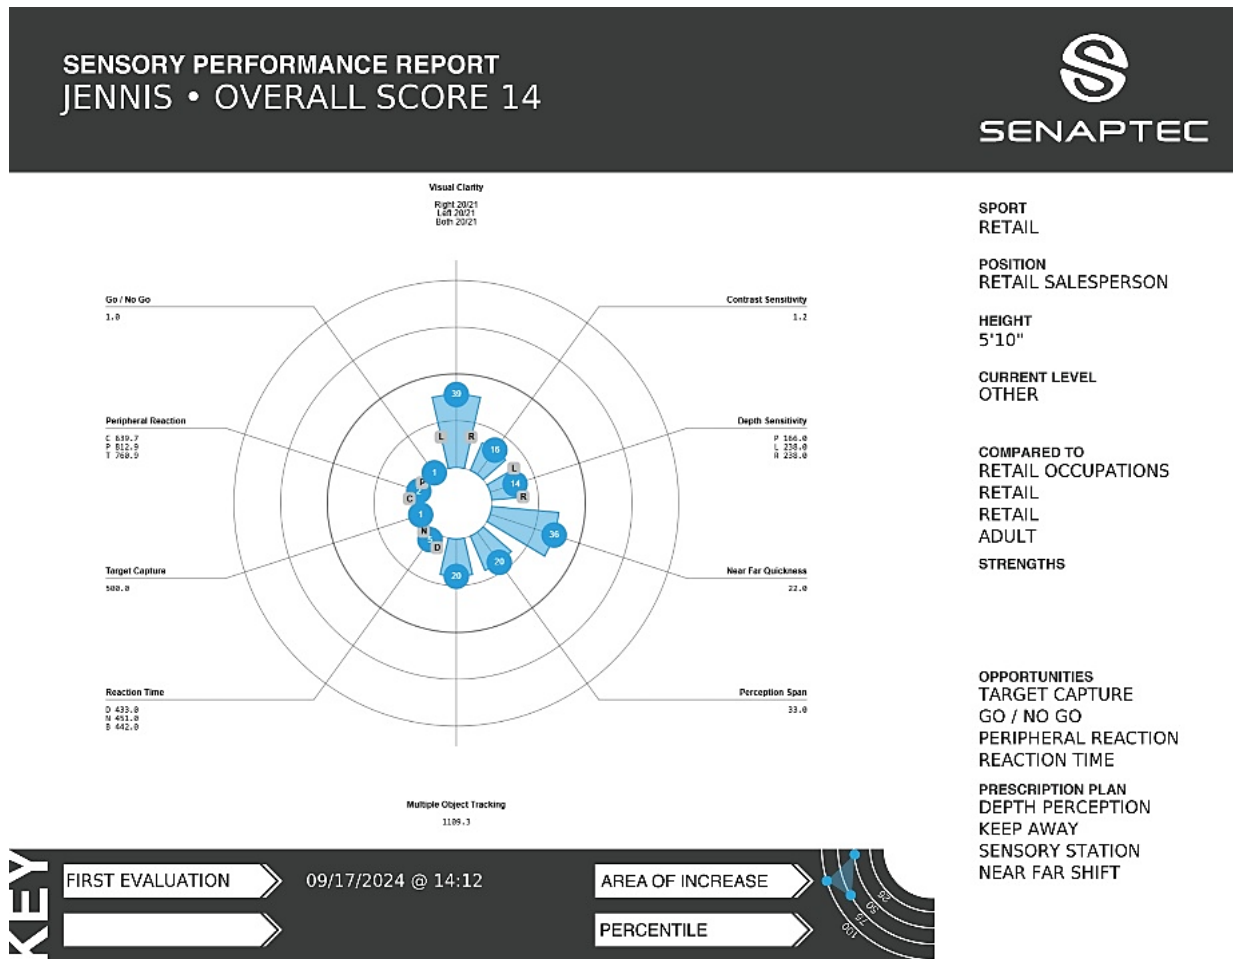 SENSORY PERFORMANCE REPORT
JENNIS • OVERALL SCORE 14
SENAPTEC
Visual Clarity
Right 20/21
Left 20/21
Both 20/21
Go / No Go
1.0
Contrast Sensitivity
1.2
Peripheral Reaction
C 639.7
P 812.9
T 760.9
Depth Sensitivity
P 166.0
L 238.0
R 238.0
39
L R
16
1
L
14
R
P
C
1
36
N
D
20
20
Target Capture
500.0
Near Far Quickness
22.0
Reaction Time
D 433.0
N 451.0
B 442.0
Perception Span
33.0
Multiple Object Tracking
1109.3
SPORT
RETAIL
POSITION
RETAIL SALESPERSON
HEIGHT
5'10"
CURRENT LEVEL
OTHER
COMPARED TO
RETAIL OCCUPATIONS
RETAIL
RETAIL
ADULT
STRENGTHS
OPPORTUNITIES
TARGET CAPTURE
GO / NO GO
PERIPHERAL REACTION
REACTION TIME
PRESCRIPTION PLAN
DEPTH PERCEPTION
KEEP AWAY
SENSORY STATION
NEAR FAR SHIFT
KEY
FIRST EVALUATION
09/17/2024 @ 14:12
AREA OF INCREASE
PERCENTILE
25
50
75
100